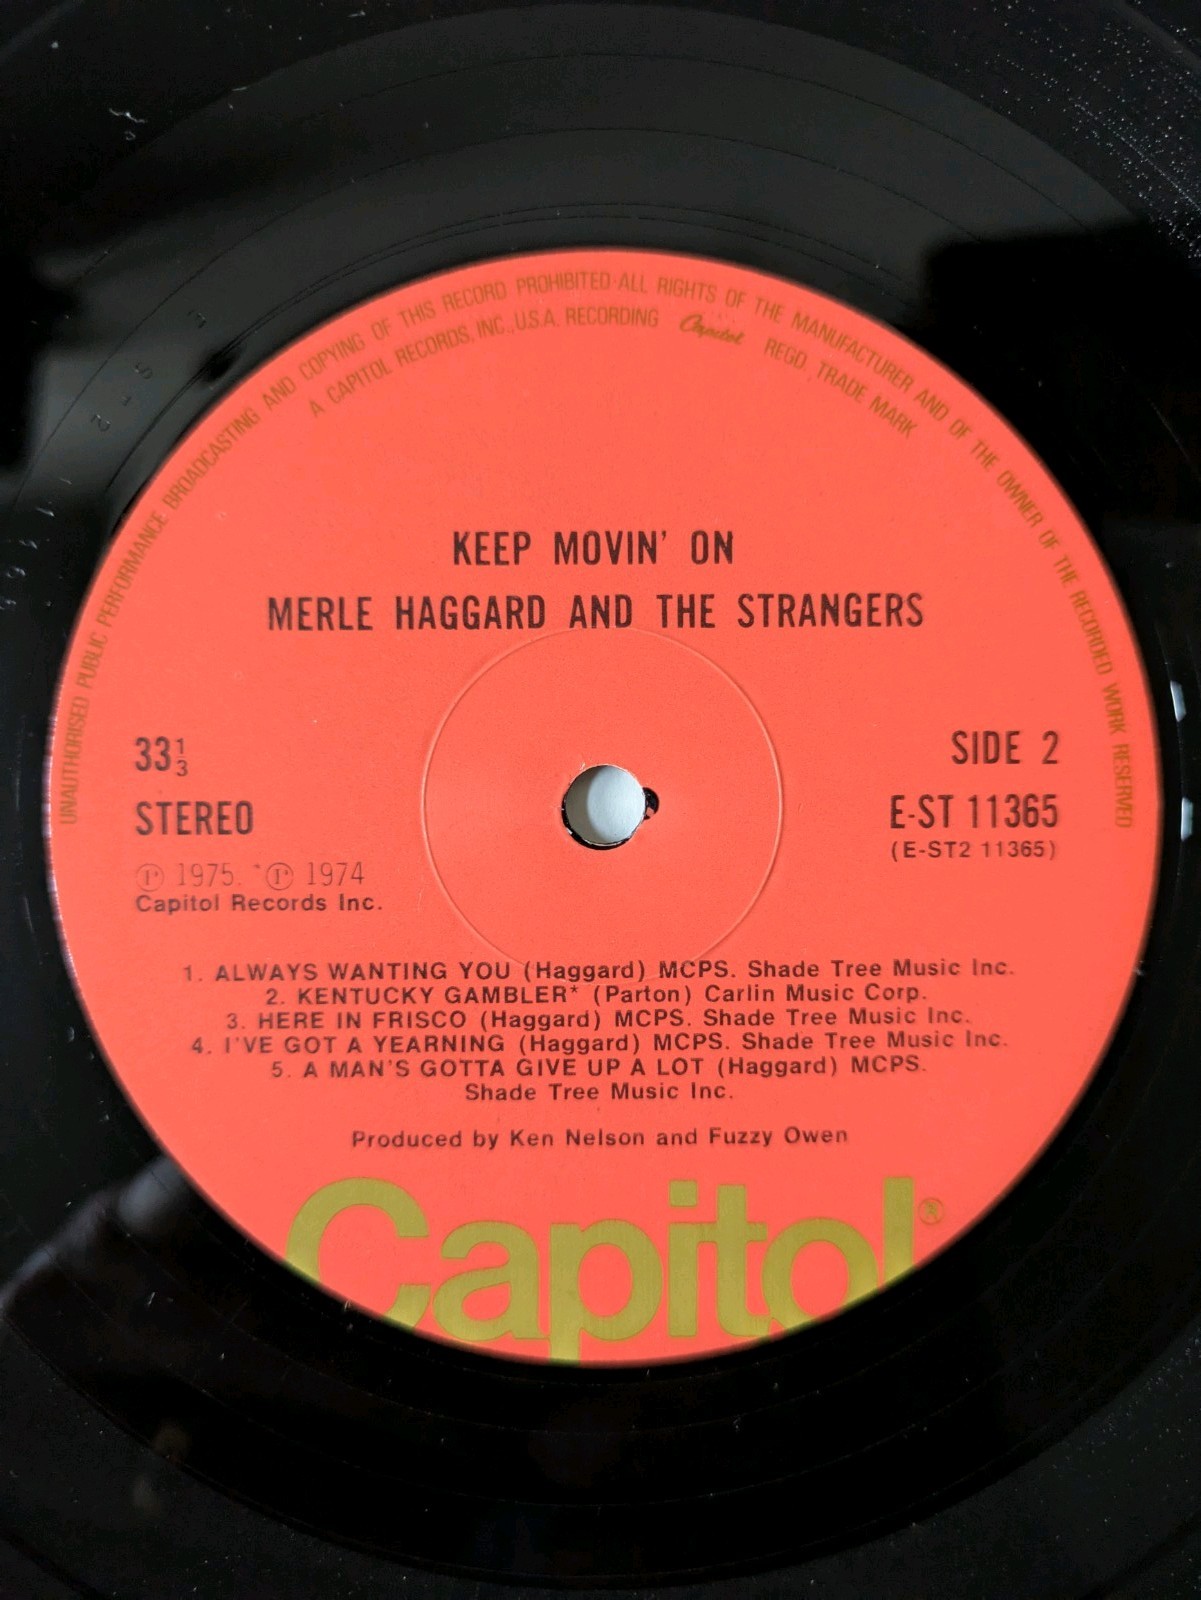 UNAUTHORISED PUBLIC PERFORMANCE BROADCASTING AND COPYING OF THIS RECORD PROHIBITED·ALL RIGHTS OF THE MANUFACTURER AND OF THE OWNER OF THE RECORDED WORK RESERVED
A CAPITOL RECORDS, INC., U.S.A. RECORDING Capitol REGD. TRADE MARK
KEEP MOVIN' ON
MERLE HAGGARD AND THE STRANGERS
33⅓
SIDE 2
STEREO
E-ST 11365
(E-ST2 11365)
Ⓟ 1975. *Ⓟ 1974
Capitol Records Inc.
1. ALWAYS WANTING YOU (Haggard) MCPS. Shade Tree Music Inc.
2. KENTUCKY GAMBLER* (Parton) Carlin Music Corp.
3. HERE IN FRISCO (Haggard) MCPS. Shade Tree Music Inc.
4. I'VE GOT A YEARNING (Haggard) MCPS. Shade Tree Music Inc.
5. A MAN'S GOTTA GIVE UP A LOT (Haggard) MCPS.
Shade Tree Music Inc.
Produced by Ken Nelson and Fuzzy Owen
Capitol®